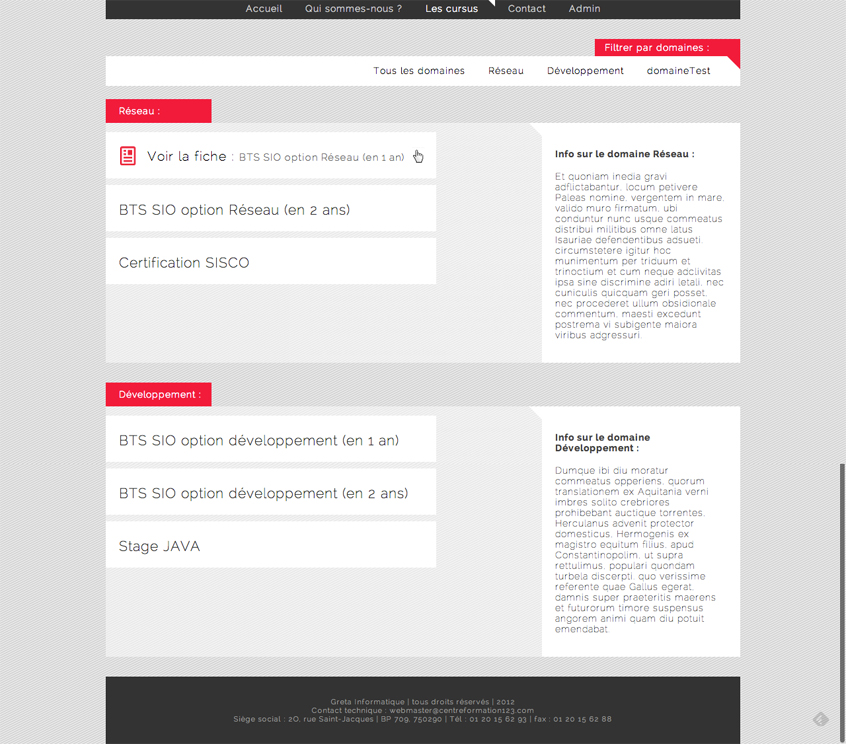 Accueil Qui sommes-nous ? Les cursus Contact Admin
Filtrer par domaines :
Tous les domaines Réseau Développement domaineTest
Réseau :
Voir la fiche : BTS SIO option Réseau (en 1 an)
BTS SIO option Réseau (en 2 ans)
Certification SISCO
Info sur le domaine Réseau :
Et quoniam inedia gravi
adflictabantur, locum petivere
Paleas nomine, vergentem in mare,
valido muro firmatum, ubi
conduntur nunc usque commeatus
distribui militibus omne latus
Isauriae defendentibus adsueti.
circumstetere igitur hoc
munimentum per triduum et
trinoctium et cum neque adclivitas
ipsa sine discrimine adiri letali, nec
cuniculis quicquam geri posset,
nec procederet ullum obsidionale
commentum, maesti excedunt
postrema vi subigente maiora
viribus adgressuri.
Développement :
BTS SIO option développement (en 1 an)
BTS SIO option développement (en 2 ans)
Stage JAVA
Info sur le domaine
Développement :
Dumque ibi diu moratur
commeatus opperiens, quorum
translationem ex Aquitania verni
imbres solito crebriores
prohibebant auctique torrentes,
Herculanus advenit protector
domesticus, Hermogenis ex
magistro equitum filius, apud
Constantinopolim, ut supra
rettulimus, populari quondam
turbela discerpti. quo verissime
referente quae Gallus egerat,
damnis super praeteritis maerens
et futurorum timore suspensus
angorem animi quam diu potuit
emendabat.
Greta Informatique | tous droits réservés | 2012
Contact technique : webmaster@centreformation123.com
Siège social : 20, rue Saint-Jacques | BP 709, 750290 | Tél : 01 20 15 62 93 | fax : 01 20 15 62 88